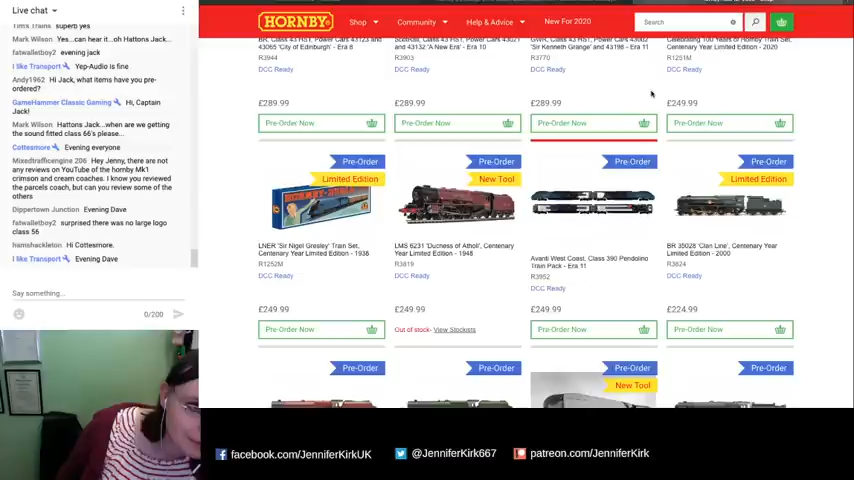 Live chat
Tim's Trains superb yes
Mark Wilson Yes...can hear it...oh Hattons Jack...
fatwalletboy2 evening jack
I like Transport Yep-Audio is fine
Andy1962 Hi Jack, what items have you pre-
ordered?
GameHammer Classic Gaming Hi, Captain
Jack!
Mark Wilson Hattons Jack...when are we getting
the sound fitted class 66's please...
Cottesmore Evening everyone
Mixedtrafficengine 206 Hey Jenny, there are not
any reviews on YouTube of the hornby Mk1
crimson and cream coaches. I know you reviewed
the parcels coach, but can you review some of the
others
Dippertown Junction Evening Dave
fatwalletboy2 surprised there was no large logo
class 56
hamshackleton Hi Cottesmore.
I like Transport Evening Dave
Say something...
0/200
HORNBY
Shop
Community
Help & Advice
New For 2020
Search
BR, Class 43 HST, Power Cars 43123 and
43065 'City of Edinburgh' - Era 8
R3944
DCC Ready
£289.99
Pre-Order Now
ScotRail, Class 43 HST, Power Cars 43021
and 43132 'A New Era' - Era 10
R3903
DCC Ready
£289.99
Pre-Order Now
GWR, Class 43 HST, Power Cars 43002
'Sir Kenneth Grange' and 43198 - Era 11
R3770
DCC Ready
£289.99
Pre-Order Now
Celebrating 100 Years of Hornby Train Set,
Centenary Year Limited Edition - 2020
R1251M
DCC Ready
£249.99
Pre-Order Now
Pre-Order
Limited Edition
LNER 'Sir Nigel Gresley' Train Set,
Centenary Year Limited Edition - 1938
R1252M
DCC Ready
£249.99
Pre-Order Now
Pre-Order
New Tool
LMS 6231 'Duchess of Atholl', Centenary
Year Limited Edition - 1948
R3819
DCC Ready
£249.99
Out of stock- View Stockists
Pre-Order
Avanti West Coast, Class 390 Pendolino
Train Pack - Era 11
R3952
DCC Ready
£249.99
Pre-Order Now
Pre-Order
Limited Edition
BR 35028 'Clan Line', Centenary Year
Limited Edition - 2000
R3824
DCC Ready
£224.99
Pre-Order Now
Pre-Order
Pre-Order
Pre-Order
New Tool
Pre-Order
facebook.com/JenniferKirkUK
@JenniferKirk667
patreon.com/JenniferKirk